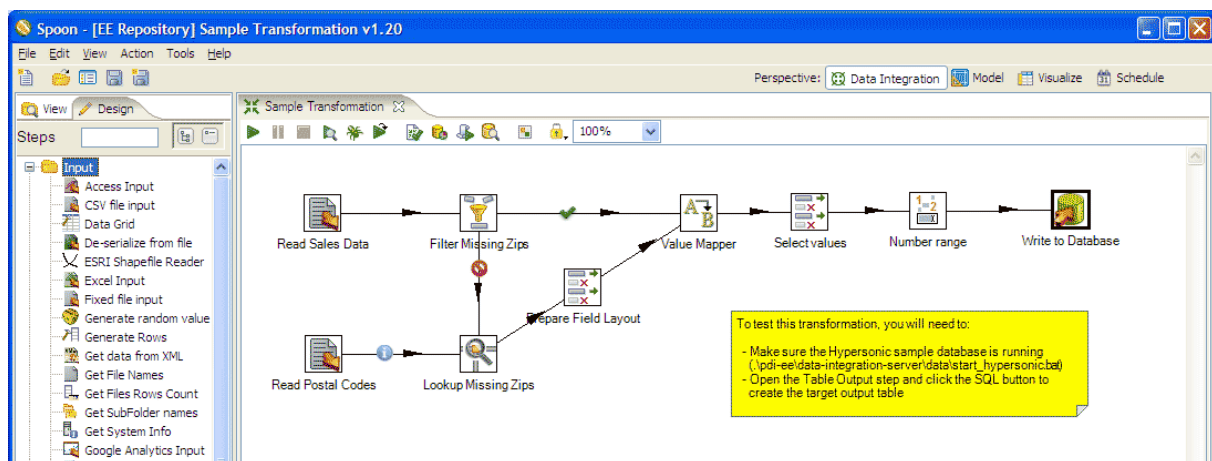 Spoon - [EE Repository] Sample Transformation v1.20
File Edit View Action Tools Help
Perspective: Data Integration Model Visualize Schedule
View Design
Steps
Input
Access Input
CSV file input
Data Grid
De-serialize from file
ESRI Shapefile Reader
Excel Input
Fixed file input
Generate random value
Generate Rows
Get data from XML
Get File Names
Get Files Rows Count
Get SubFolder names
Get System Info
Google Analytics Input
Sample Transformation
100%
Read Sales Data
Filter Missing Zips
Value Mapper
Select values
Number range
Write to Database
Prepare Field Layout
Read Postal Codes
Lookup Missing Zips
To test this transformation, you will need to:
- Make sure the Hypersonic sample database is running
(.\pdi-ee\data-integration-server\data\start_hypersonic.bat)
- Open the Table Output step and click the SQL button to
create the target output table